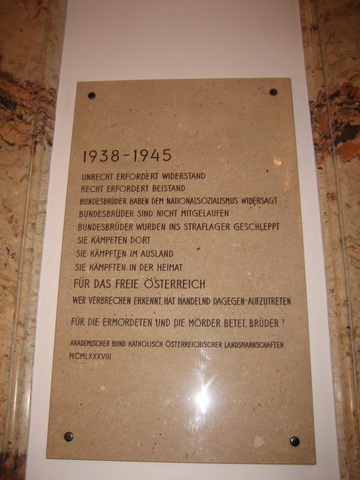 1938-1945
UNRECHT ERFORDERT WIDERSTAND
RECHT ERFORDERT BEISTAND
BUNDESBRÜDER HABEN DEM NATIONALSOZIALISMUS WIDERSAGT
BUNDESBRÜDER SIND NICHT MITGELAUFEN
BUNDESBRÜDER WURDEN INS STRAFLAGER GESCHLEPPT
SIE KÄMPFTEN DORT
SIE KÄMPFTEN IM AUSLAND
SIE KÄMPFTEN IN DER HEIMAT
FÜR DAS FREIE ÖSTERREICH
WER VERBRECHEN ERKENNT, HAT HANDELND DAGEGEN AUFZUTRETEN
FÜR DIE ERMORDETEN UND DIE MÖRDER BETET, BRÜDER!
AKADEMISCHER BUND KATHOLISCH ÖSTERREICHISCHER LANDSMANNSCHAFTEN
MCMLXXXVIII